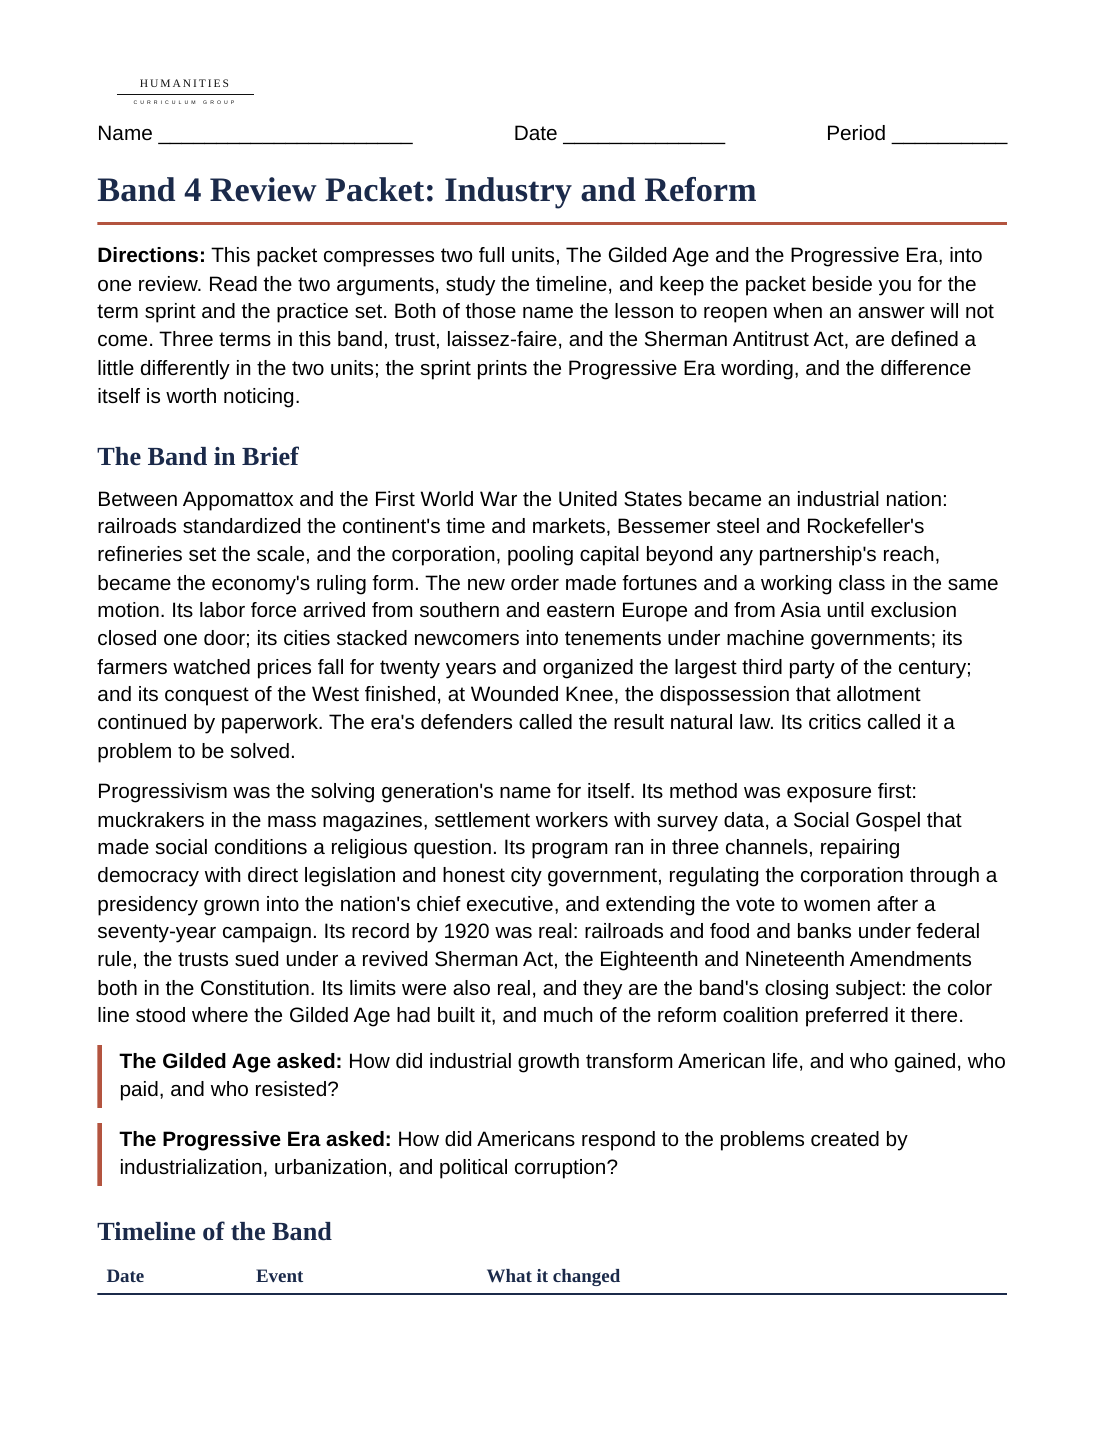 HUMANITIES
CURRICULUM GROUP
Name ______________________ Date ______________ Period __________
Band 4 Review Packet: Industry and Reform
Directions: This packet compresses two full units, The Gilded Age and the Progressive Era, into
one review. Read the two arguments, study the timeline, and keep the packet beside you for the
term sprint and the practice set. Both of those name the lesson to reopen when an answer will not
come. Three terms in this band, trust, laissez-faire, and the Sherman Antitrust Act, are defined a
little differently in the two units; the sprint prints the Progressive Era wording, and the difference
itself is worth noticing.
The Band in Brief
Between Appomattox and the First World War the United States became an industrial nation:
railroads standardized the continent's time and markets, Bessemer steel and Rockefeller's
refineries set the scale, and the corporation, pooling capital beyond any partnership's reach,
became the economy's ruling form. The new order made fortunes and a working class in the same
motion. Its labor force arrived from southern and eastern Europe and from Asia until exclusion
closed one door; its cities stacked newcomers into tenements under machine governments; its
farmers watched prices fall for twenty years and organized the largest third party of the century;
and its conquest of the West finished, at Wounded Knee, the dispossession that allotment
continued by paperwork. The era's defenders called the result natural law. Its critics called it a
problem to be solved.
Progressivism was the solving generation's name for itself. Its method was exposure first:
muckrakers in the mass magazines, settlement workers with survey data, a Social Gospel that
made social conditions a religious question. Its program ran in three channels, repairing
democracy with direct legislation and honest city government, regulating the corporation through a
presidency grown into the nation's chief executive, and extending the vote to women after a
seventy-year campaign. Its record by 1920 was real: railroads and food and banks under federal
rule, the trusts sued under a revived Sherman Act, the Eighteenth and Nineteenth Amendments
both in the Constitution. Its limits were also real, and they are the band's closing subject: the color
line stood where the Gilded Age had built it, and much of the reform coalition preferred it there.
The Gilded Age asked: How did industrial growth transform American life, and who gained, who
paid, and who resisted?
The Progressive Era asked: How did Americans respond to the problems created by
industrialization, urbanization, and political corruption?
Timeline of the Band
Date Event What it changed